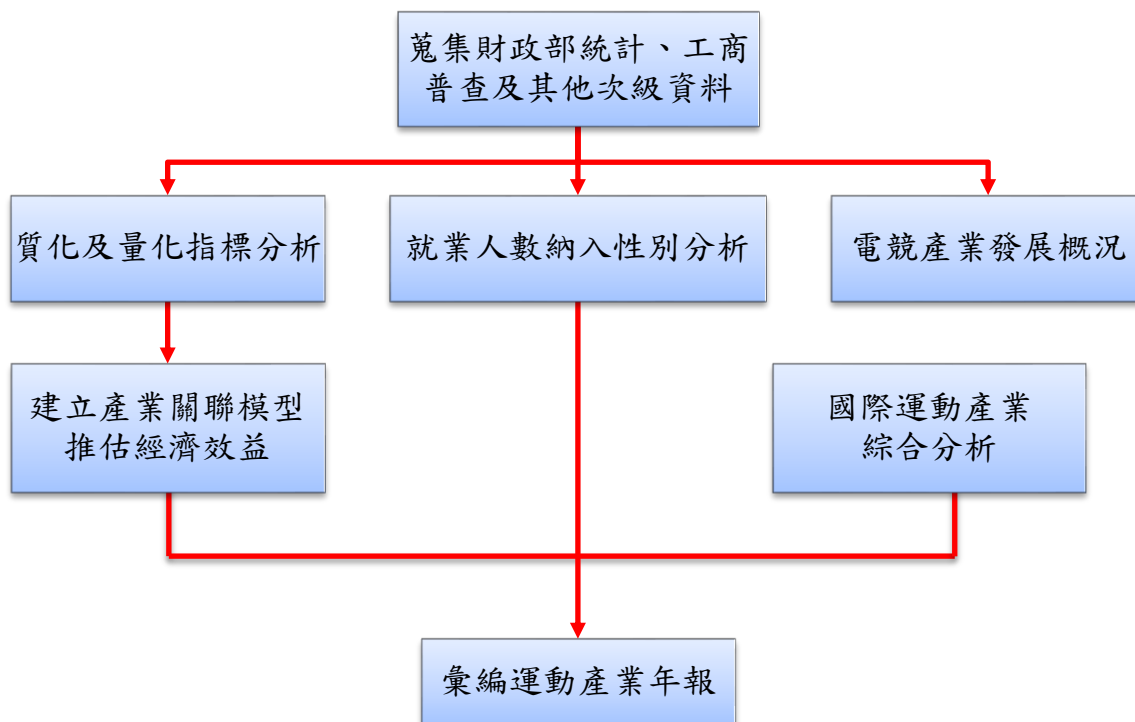 蒐集財政部統計、工商
普查及其他次級資料
質化及量化指標分析
就業人數納入性別分析
電競產業發展概況
建立產業關聯模型
推估經濟效益
國際運動產業
綜合分析
彙編運動產業年報